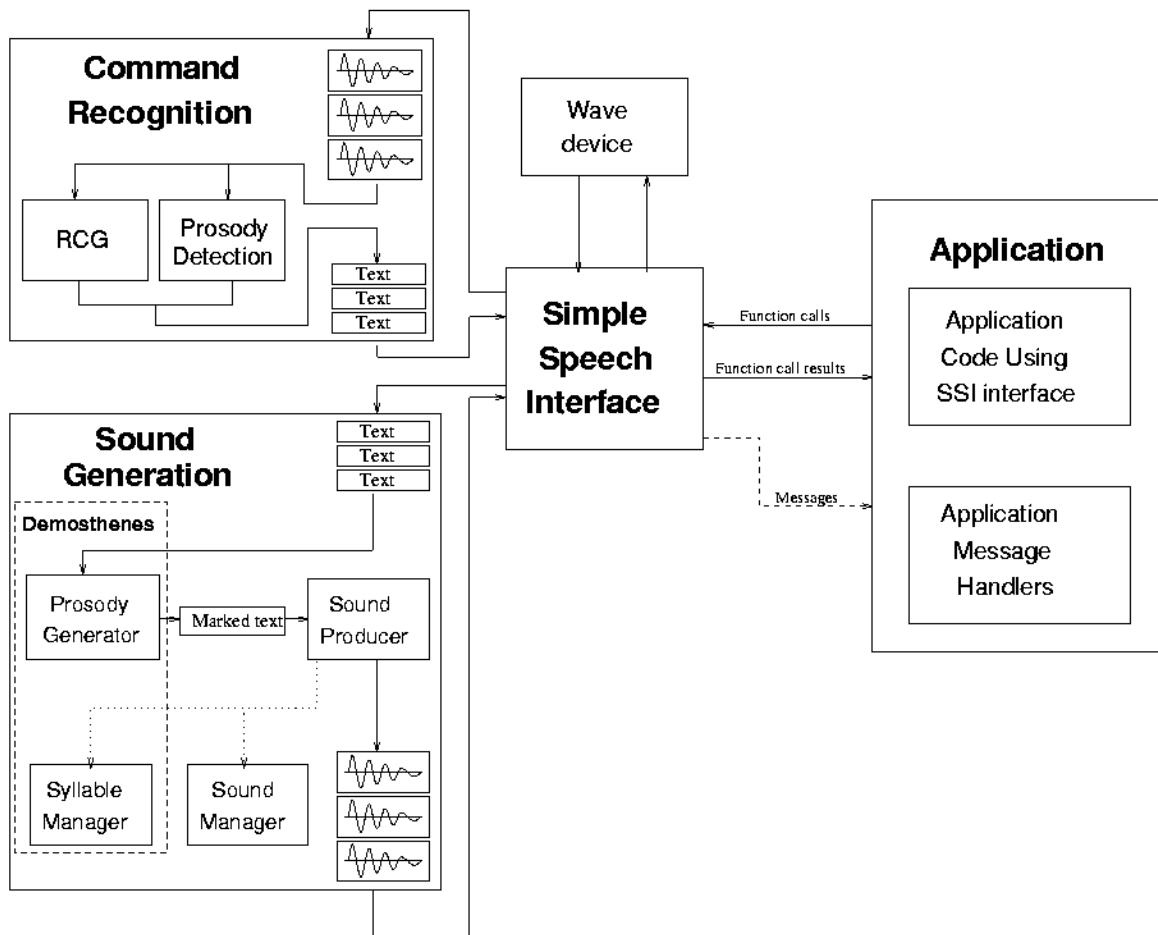 Command
Recognition
RCG
Prosody
Detection
Text
Text
Text
Wave
device
Simple
Speech
Interface
Function calls
Function call results
Messages
Application
Application
Code Using
SSI interface
Application
Message
Handlers
Sound
Generation
Text
Text
Text
Demosthenes
Prosody
Generator
Marked text
Sound
Producer
Syllable
Manager
Sound
Manager